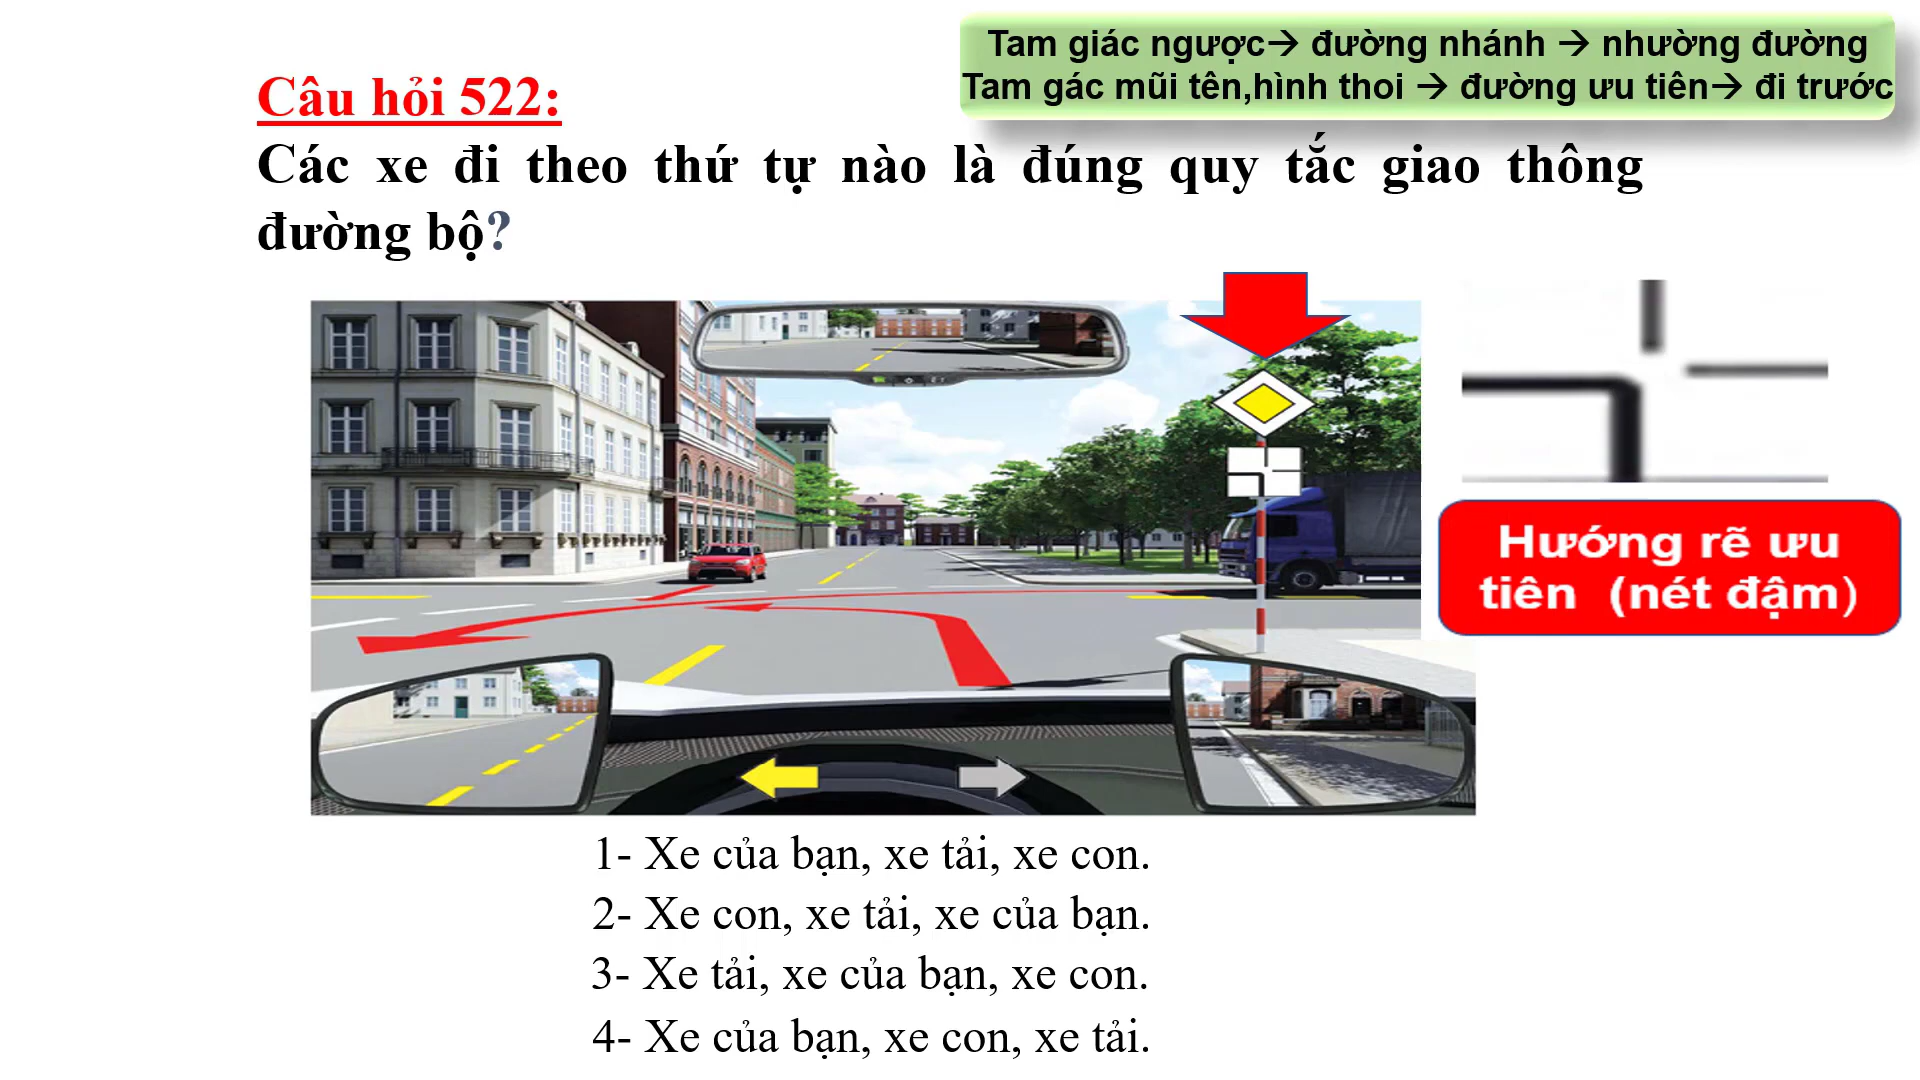 Tam giác ngược→ đường nhánh → nhường đường
Tam gác mũi tên,hình thoi → đường ưu tiên→ đi trước
Câu hỏi 522:
Các xe đi theo thứ tự nào là đúng quy tắc giao thông
đường bộ?
Hướng rẽ ưu
tiên (nét đậm)
1- Xe của bạn, xe tải, xe con.
2- Xe con, xe tải, xe của bạn.
3- Xe tải, xe của bạn, xe con.
4- Xe của bạn, xe con, xe tải.